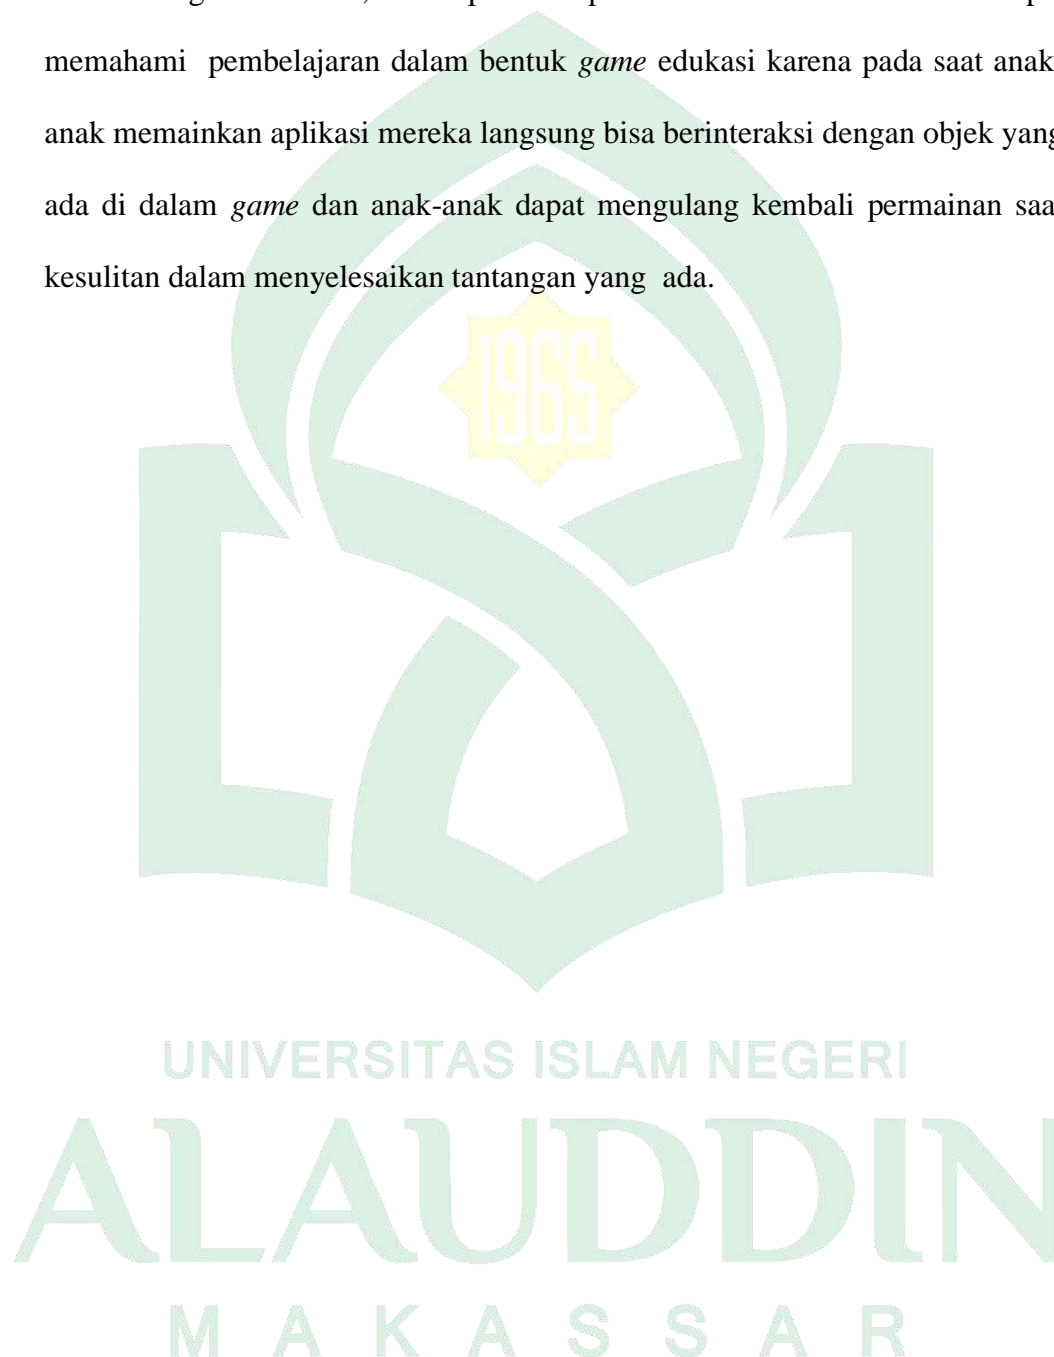 memahami pembelajaran dalam bentuk game edukasi karena pada saat anak
anak memainkan aplikasi mereka langsung bisa berinteraksi dengan objek yang
ada di dalam game dan anak-anak dapat mengulang kembali permainan saa
kesulitan dalam menyelesaikan tantangan yang ada.
1965
UNIVERSITAS ISLAM NEGERI
ALAUDDIN
MAKASSAR